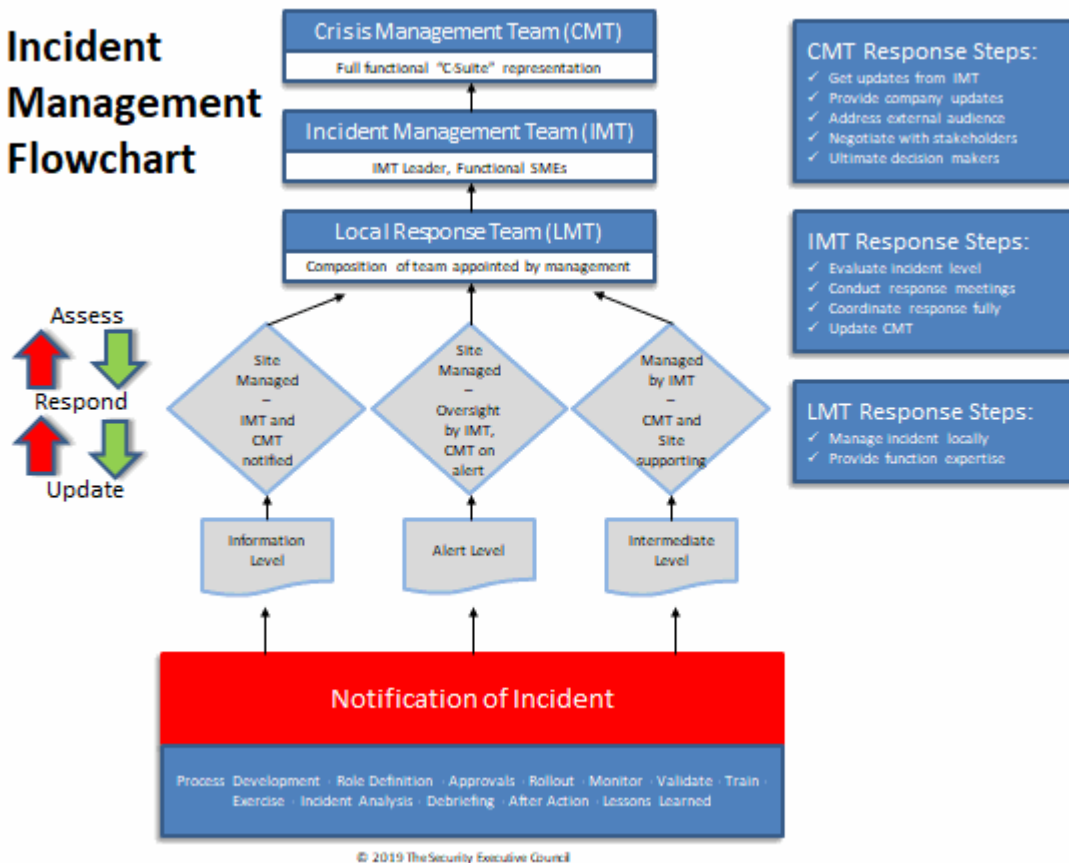 Incident
Management
Flowchart
Crisis Management Team (CMT)
Full functional "C-Suite" representation
Incident Management Team (IMT)
IMT Leader, Functional SMEs
Local Response Team (LMT)
Composition of team appointed by management
Assess
Respond
Update
Site
Managed
–
IMT and
CMT
notified
Site
Managed
–
Oversight
by IMT,
CMT on
alert
Managed
by IMT
–
CMT and
Site
supporting
Information
Level
Alert Level
Intermediate
Level
Notification of Incident
Process Development · Role Definition · Approvals · Rollout · Monitor · Validate · Train ·
Exercise · Incident Analysis · Debriefing · After Action · Lessons Learned
CMT Response Steps:
✓ Get updates from IMT
✓ Provide company updates
✓ Address external audience
✓ Negotiate with stakeholders
✓ Ultimate decision makers
IMT Response Steps:
✓ Evaluate incident level
✓ Conduct response meetings
✓ Coordinate response fully
✓ Update CMT
LMT Response Steps:
✓ Manage incident locally
✓ Provide function expertise
© 2019 The Security Executive Council